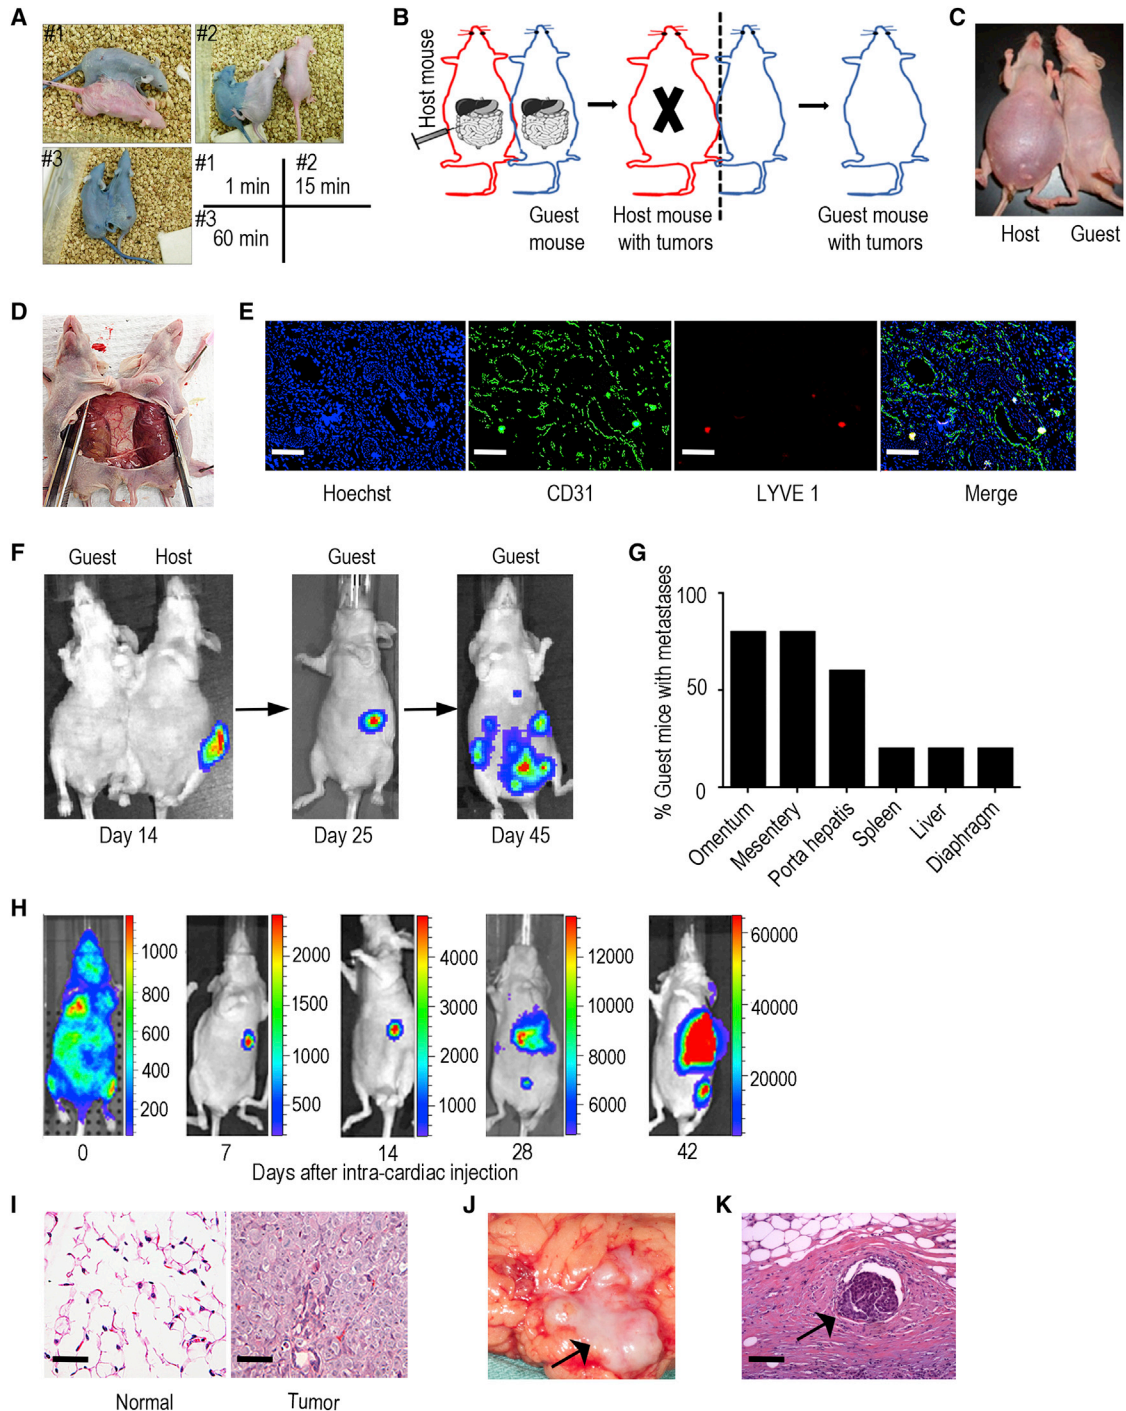 A
#1
#2
#3
#1
1 min
#2
15 min
#3
60 min
B
Host mouse
Guest
mouse
Host mouse
with tumors
Guest mouse
with tumors
C
Host
Guest
D
E
Hoechst
CD31
LYVE 1
Merge
F
Guest
Host
Guest
Guest
Day 14
Day 25
Day 45
G
% Guest mice with metastases
100
50
0
Omentum
Mesentery
Porta hepatis
Spleen
Liver
Diaphragm
H
1000
800
600
400
200
2000
1500
1000
500
4000
3000
2000
1000
12000
10000
8000
6000
60000
40000
20000
0
7
14
28
42
Days after intra-cardiac injection
I
Normal
Tumor
J
K